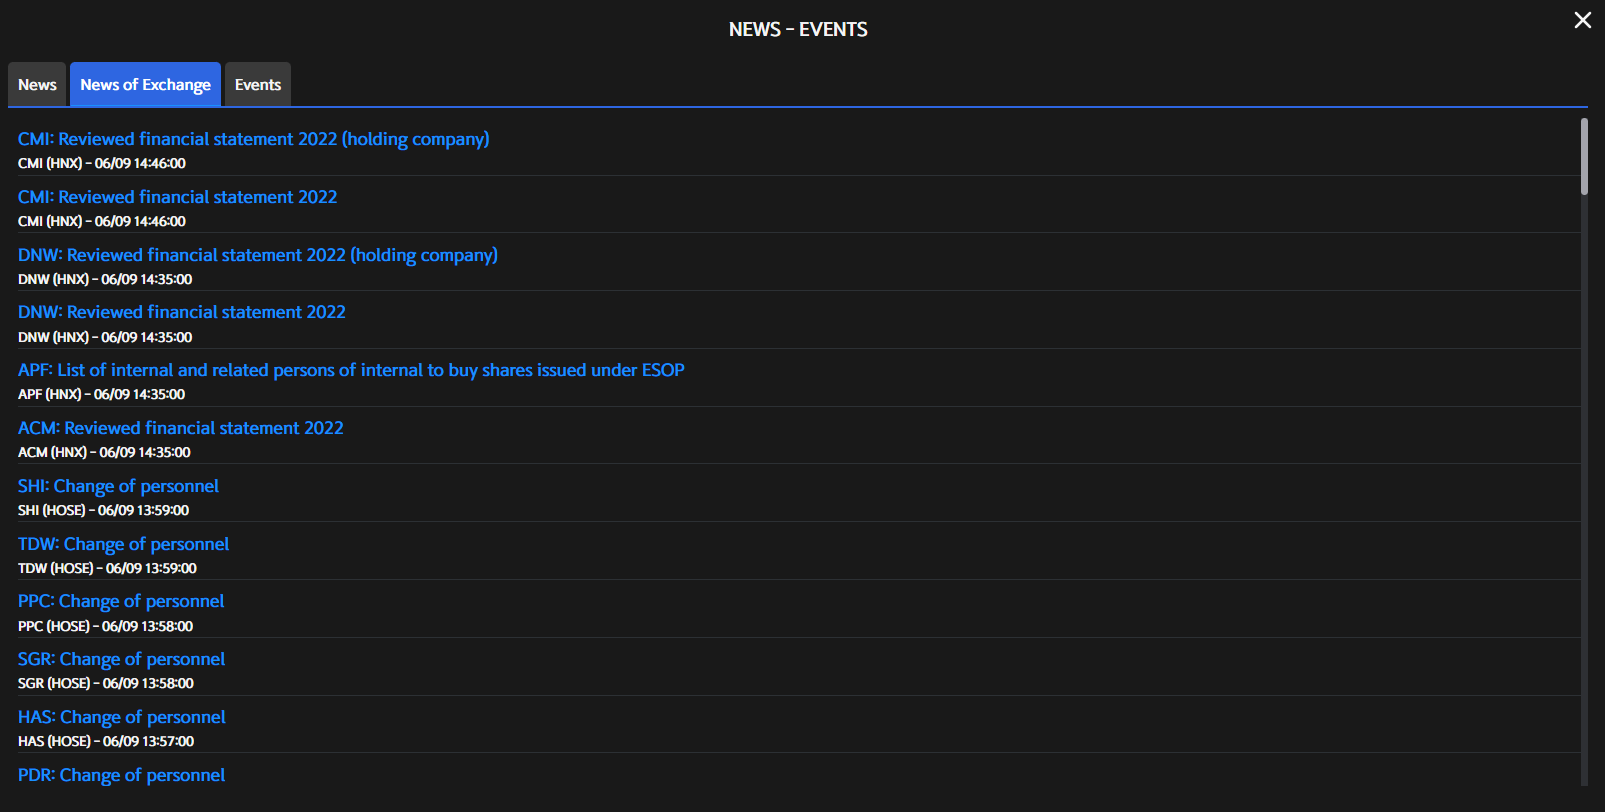 NEWS - EVENTS
News
News of Exchange
Events
CMI: Reviewed financial statement 2022 (holding company)
CMI (HNX) - 06/09 14:46:00
CMI: Reviewed financial statement 2022
CMI (HNX) - 06/09 14:46:00
DNW: Reviewed financial statement 2022 (holding company)
DNW (HNX) - 06/09 14:35:00
DNW: Reviewed financial statement 2022
DNW (HNX) - 06/09 14:35:00
APF: List of internal and related persons of internal to buy shares issued under ESOP
APF (HNX) - 06/09 14:35:00
ACM: Reviewed financial statement 2022
ACM (HNX) - 06/09 14:35:00
SHI: Change of personnel
SHI (HOSE) - 06/09 13:59:00
TDW: Change of personnel
TDW (HOSE) - 06/09 13:59:00
PPC: Change of personnel
PPC (HOSE) - 06/09 13:58:00
SGR: Change of personnel
SGR (HOSE) - 06/09 13:58:00
HAS: Change of personnel
HAS (HOSE) - 06/09 13:57:00
PDR: Change of personnel